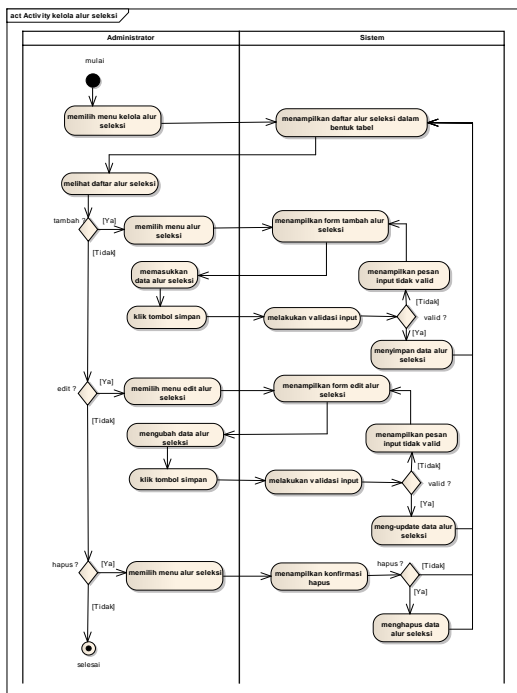 act Activity kelola alur seleksi
Administrator
Sistem
mulai
memilih menu kelola alur
seleksi
menampilkan daftar alur seleksi dalam
bentuk tabel
melihat daftar alur seleksi
tambah ?
[Ya]
[Tidak]
memilih menu alur
seleksi
menampilkan form tambah alur
seleksi
memasukkan
data alur seleksi
menampilkan pesan
input tidak valid
[Tidak]
klik tombol simpan
melakukan validasi input
valid ?
[Ya]
menyimpan data alur
seleksi
edit ?
[Ya]
[Tidak]
memilih menu edit alur
seleksi
menampilkan form edit alur
seleksi
mengubah data alur
seleksi
menampilkan pesan
input tidak valid
[Tidak]
klik tombol simpan
melakukan validasi input
valid ?
[Ya]
meng-update data alur
seleksi
hapus ?
[Ya]
[Tidak]
memilih menu alur seleksi
menampilkan konfirmasi
hapus
hapus ?
[Tidak]
[Ya]
menghapus data
alur seleksi
selesai